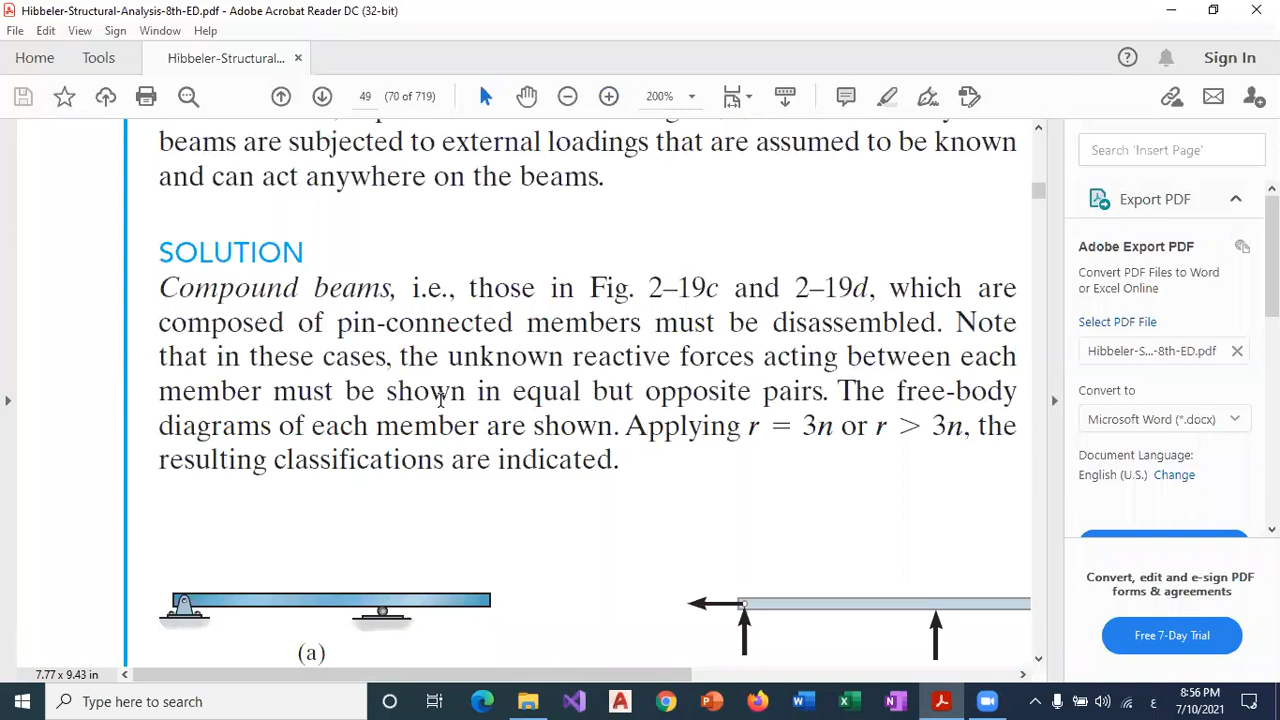 Hibbeler-Structural-Analysis-8th-ED.pdf - Adobe Acrobat Reader DC (32-bit)
File Edit View Sign Window Help
Home Tools Hibbeler-Structural... × Sign In
49 (70 of 719) 200%
beams are subjected to external loadings that are assumed to be known
and can act anywhere on the beams.
SOLUTION
Compound beams, i.e., those in Fig. 2–19c and 2–19d, which are
composed of pin-connected members must be disassembled. Note
that in these cases, the unknown reactive forces acting between each
member must be shown in equal but opposite pairs. The free-body
diagrams of each member are shown. Applying r = 3n or r > 3n, the
resulting classifications are indicated.
(a)
7.77 x 9.43 in
Search 'Insert Page'
Export PDF
Adobe Export PDF
Convert PDF Files to Word
or Excel Online
Select PDF File
Hibbeler-S...-8th-ED.pdf
Convert to
Microsoft Word (*.docx)
Document Language:
English (U.S.) Change
Convert, edit and e-sign PDF
forms & agreements
Free 7-Day Trial
Type here to search
ع
8:56 PM
7/10/2021